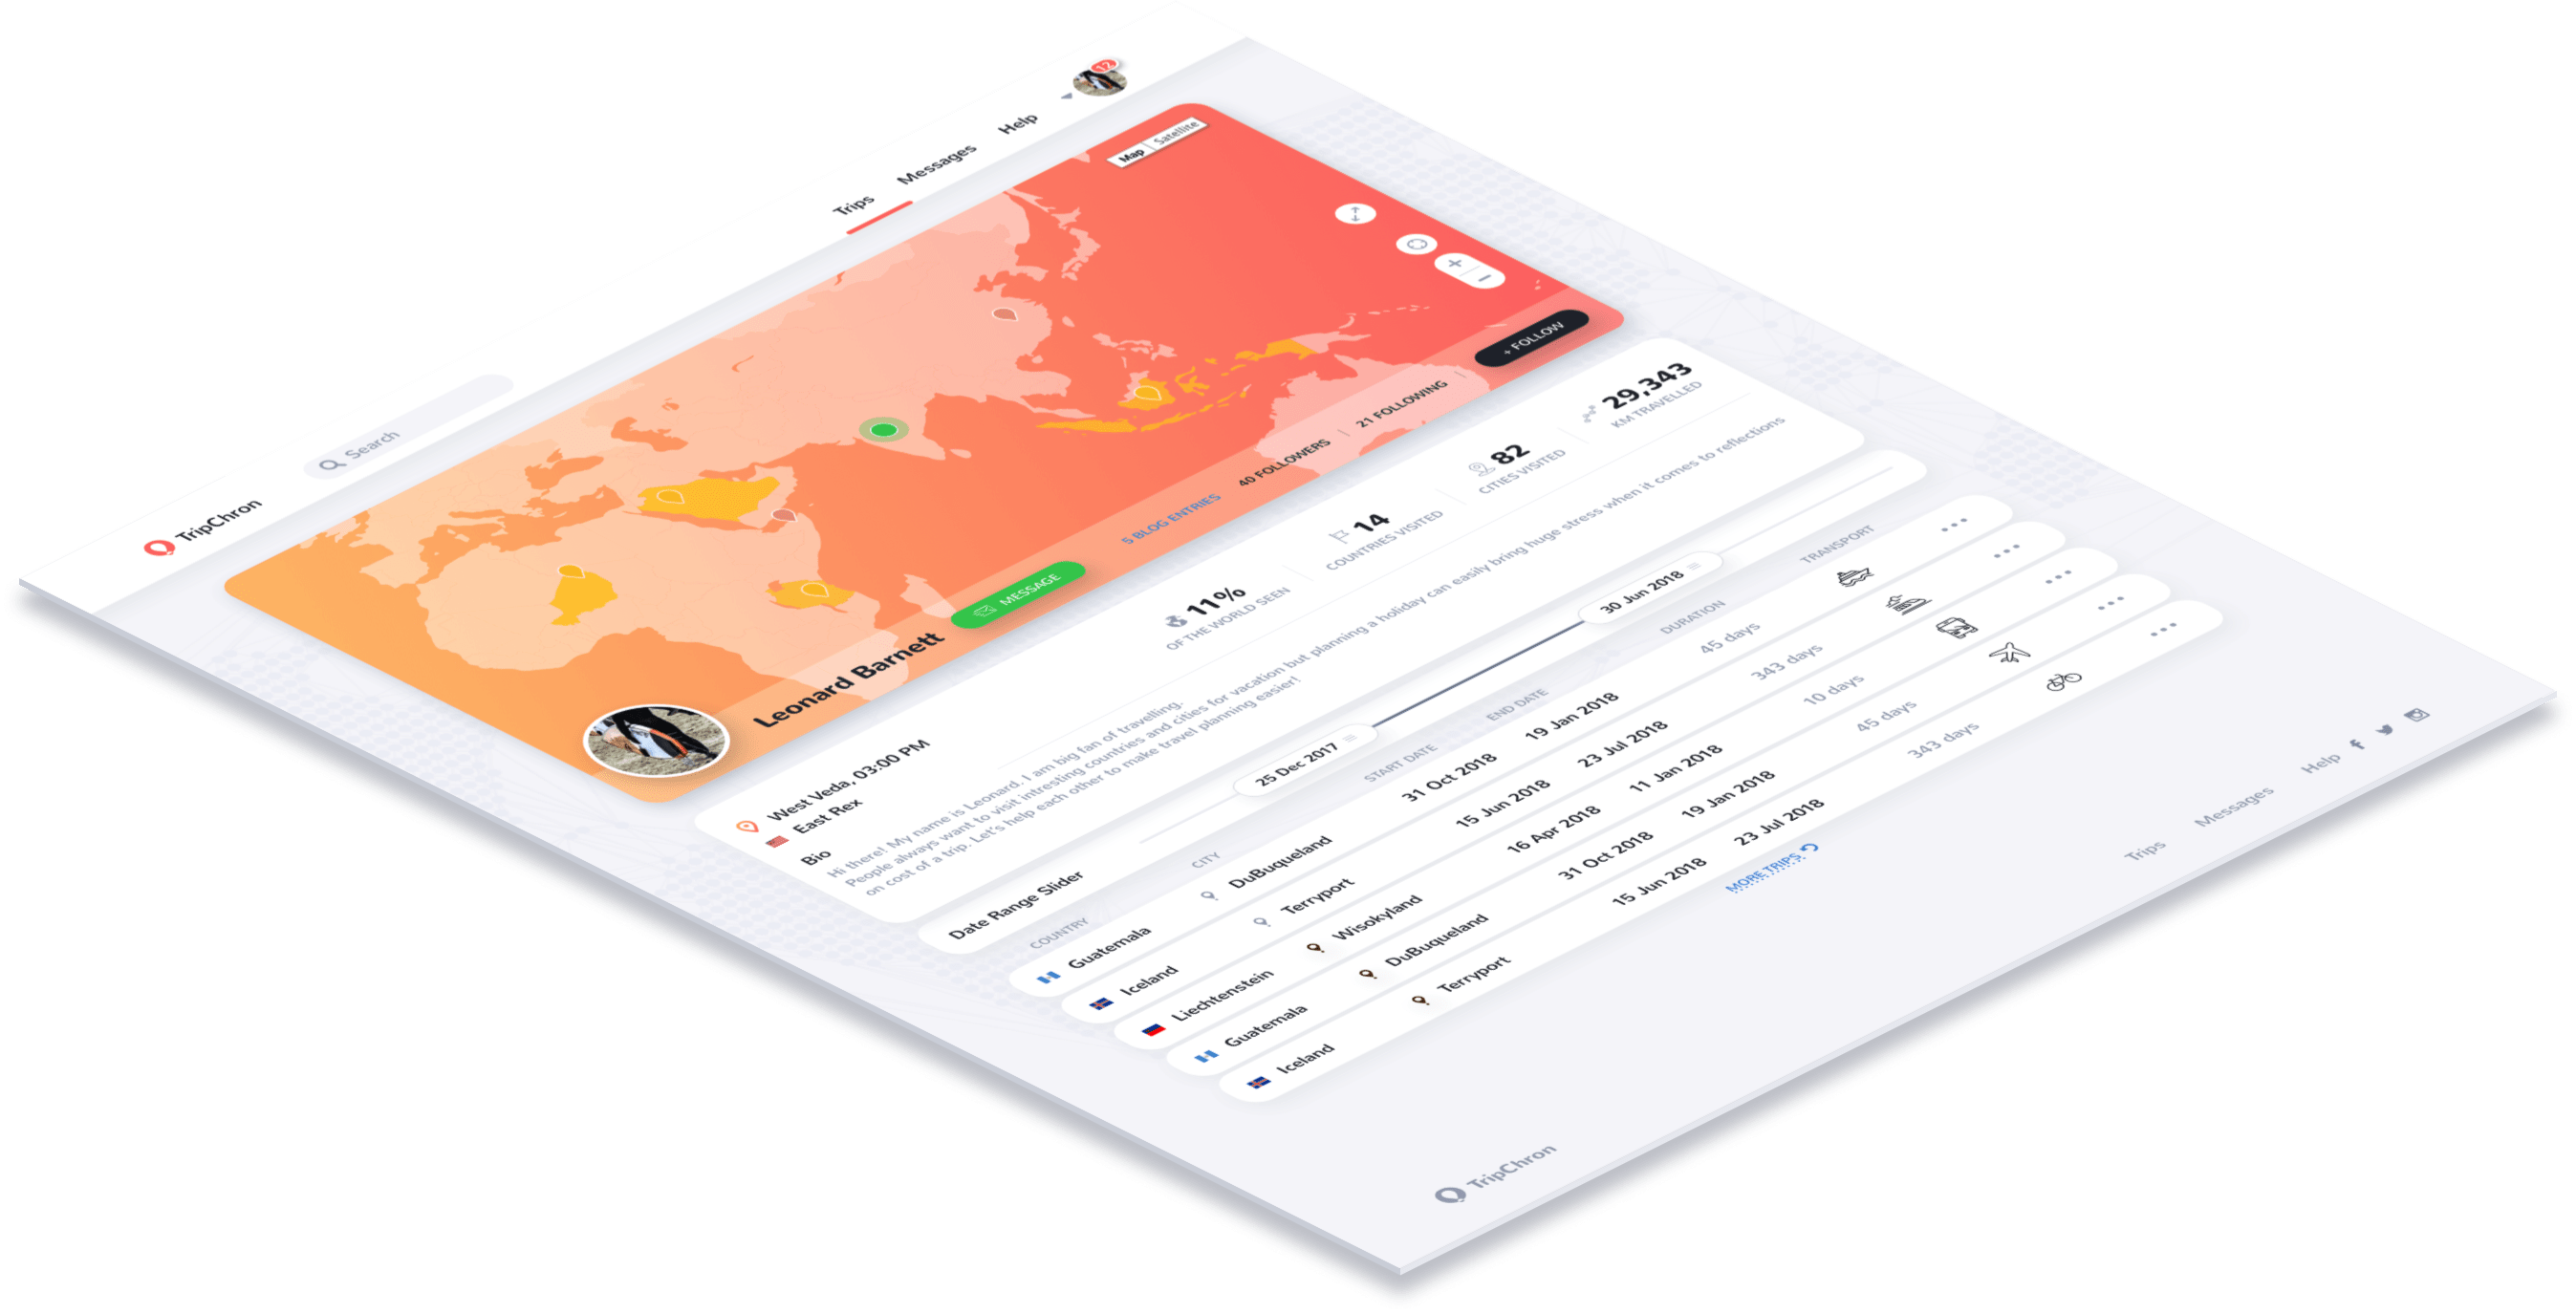 TripChron
Search
Trips
Messages
Help
12
Map
Satellite
Leonard Barnett
MESSAGE
5 BLOG ENTRIES
40 FOLLOWERS
21 FOLLOWING
+ FOLLOW
West Veda, 03:00 PM
East Rex
11%
OF THE WORLD SEEN
14
COUNTRIES VISITED
82
CITIES VISITED
29,343
KM TRAVELLED
Bio
Hi there! My name is Leonard. I am big fan of travelling.
People always want to visit intresting countries and cities for vacation but planning a holiday can easily bring huge stress when it comes to reflections
on cost of a trip. Let's help each other to make travel planning easier!
Date Range Slider
25 Dec 2017
30 Jun 2018
COUNTRY CITY START DATE END DATE DURATION TRANSPORT
Guatemala DuBuqueland 31 Oct 2018 19 Jan 2018 45 days
Iceland Terryport 15 Jun 2018 23 Jul 2018 343 days
Liechtenstein Wisokyland 16 Apr 2018 11 Jan 2018 10 days
Guatemala DuBuqueland 31 Oct 2018 19 Jan 2018 45 days
Iceland Terryport 15 Jun 2018 23 Jul 2018 343 days
MORE TRIPS
TripChron
Trips
Messages
Help